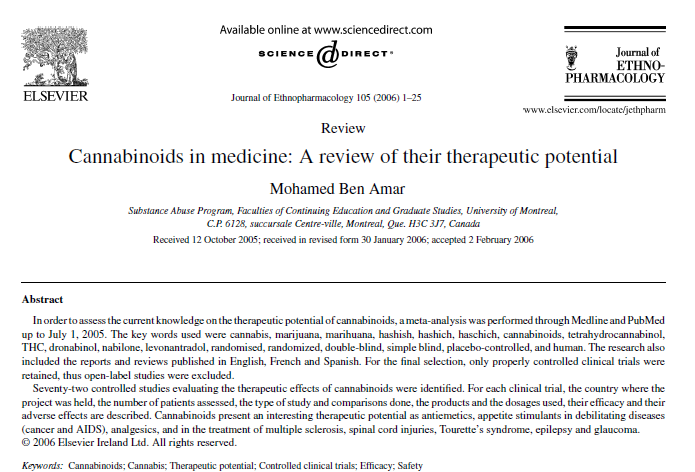 Available online at www.sciencedirect.com
SCIENCE DIRECT®
ELSEVIER
Journal of
ETHNO-
PHARMACOLOGY
Journal of Ethnopharmacology 105 (2006) 1–25
www.elsevier.com/locate/jethpharm
Review
Cannabinoids in medicine: A review of their therapeutic potential
Mohamed Ben Amar
Substance Abuse Program, Faculties of Continuing Education and Graduate Studies, University of Montreal,
C.P. 6128, succursale Centre-ville, Montreal, Que. H3C 3J7, Canada
Received 12 October 2005; received in revised form 30 January 2006; accepted 2 February 2006
Abstract
In order to assess the current knowledge on the therapeutic potential of cannabinoids, a meta-analysis was performed through Medline and PubMed
up to July 1, 2005. The key words used were cannabis, marijuana, marihuana, hashish, hashich, haschich, cannabinoids, tetrahydrocannabinol,
THC, dronabinol, nabilone, levonantradol, randomised, randomized, double-blind, simple blind, placebo-controlled, and human. The research also
included the reports and reviews published in English, French and Spanish. For the final selection, only properly controlled clinical trials were
retained, thus open-label studies were excluded.
Seventy-two controlled studies evaluating the therapeutic effects of cannabinoids were identified. For each clinical trial, the country where the
project was held, the number of patients assessed, the type of study and comparisons done, the products and the dosages used, their efficacy and their
adverse effects are described. Cannabinoids present an interesting therapeutic potential as antiemetics, appetite stimulants in debilitating diseases
(cancer and AIDS), analgesics, and in the treatment of multiple sclerosis, spinal cord injuries, Tourette's syndrome, epilepsy and glaucoma.
© 2006 Elsevier Ireland Ltd. All rights reserved.
Keywords: Cannabinoids; Cannabis; Therapeutic potential; Controlled clinical trials; Efficacy; Safety